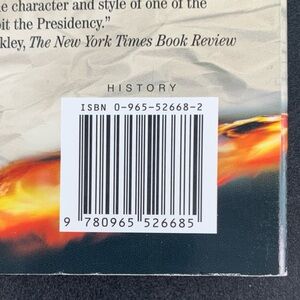 e character and style of one of the
bit the Presidency.”
kley, The New York Times Book Review
HISTORY
ISBN 0-965-52668-2
9 780965 526685